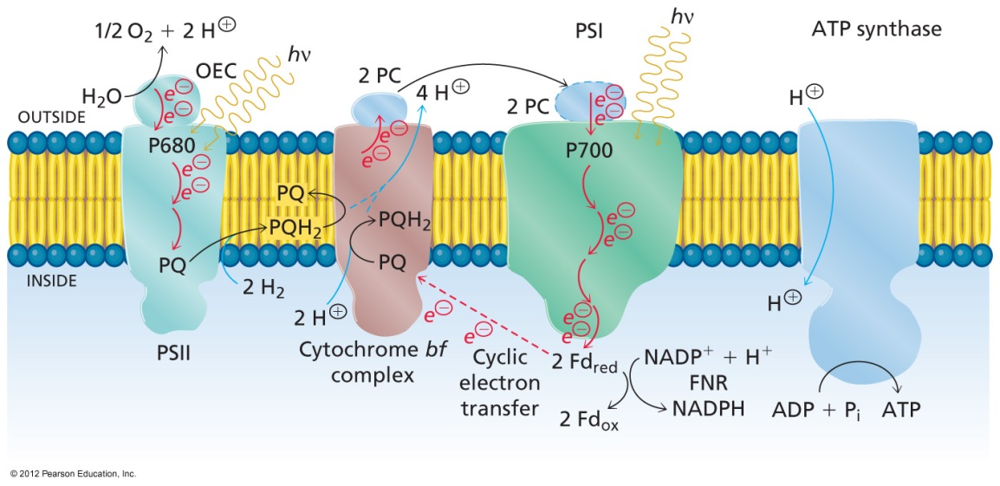 1/2 O₂ + 2 H⊕
hν
PSI
hν
ATP synthase
OEC
2 PC
4 H⊕
H₂O
e⊖
e⊖
2 PC
e⊖
e⊖
H⊕
OUTSIDE
P680
e⊖
e⊖
P700
e⊖
e⊖
PQ
PQH₂
PQH₂
e⊖
e⊖
PQ
PQ
INSIDE
2 H₂
2 H⊕
e⊖
e⊖
e⊖
e⊖
H⊕
PSII
Cytochrome bf
complex
Cyclic
electron
transfer
2 Fd_red
NADP⁺ + H⁺
FNR
NADPH
2 Fd_ox
ADP + Pᵢ
ATP
© 2012 Pearson Education, Inc.